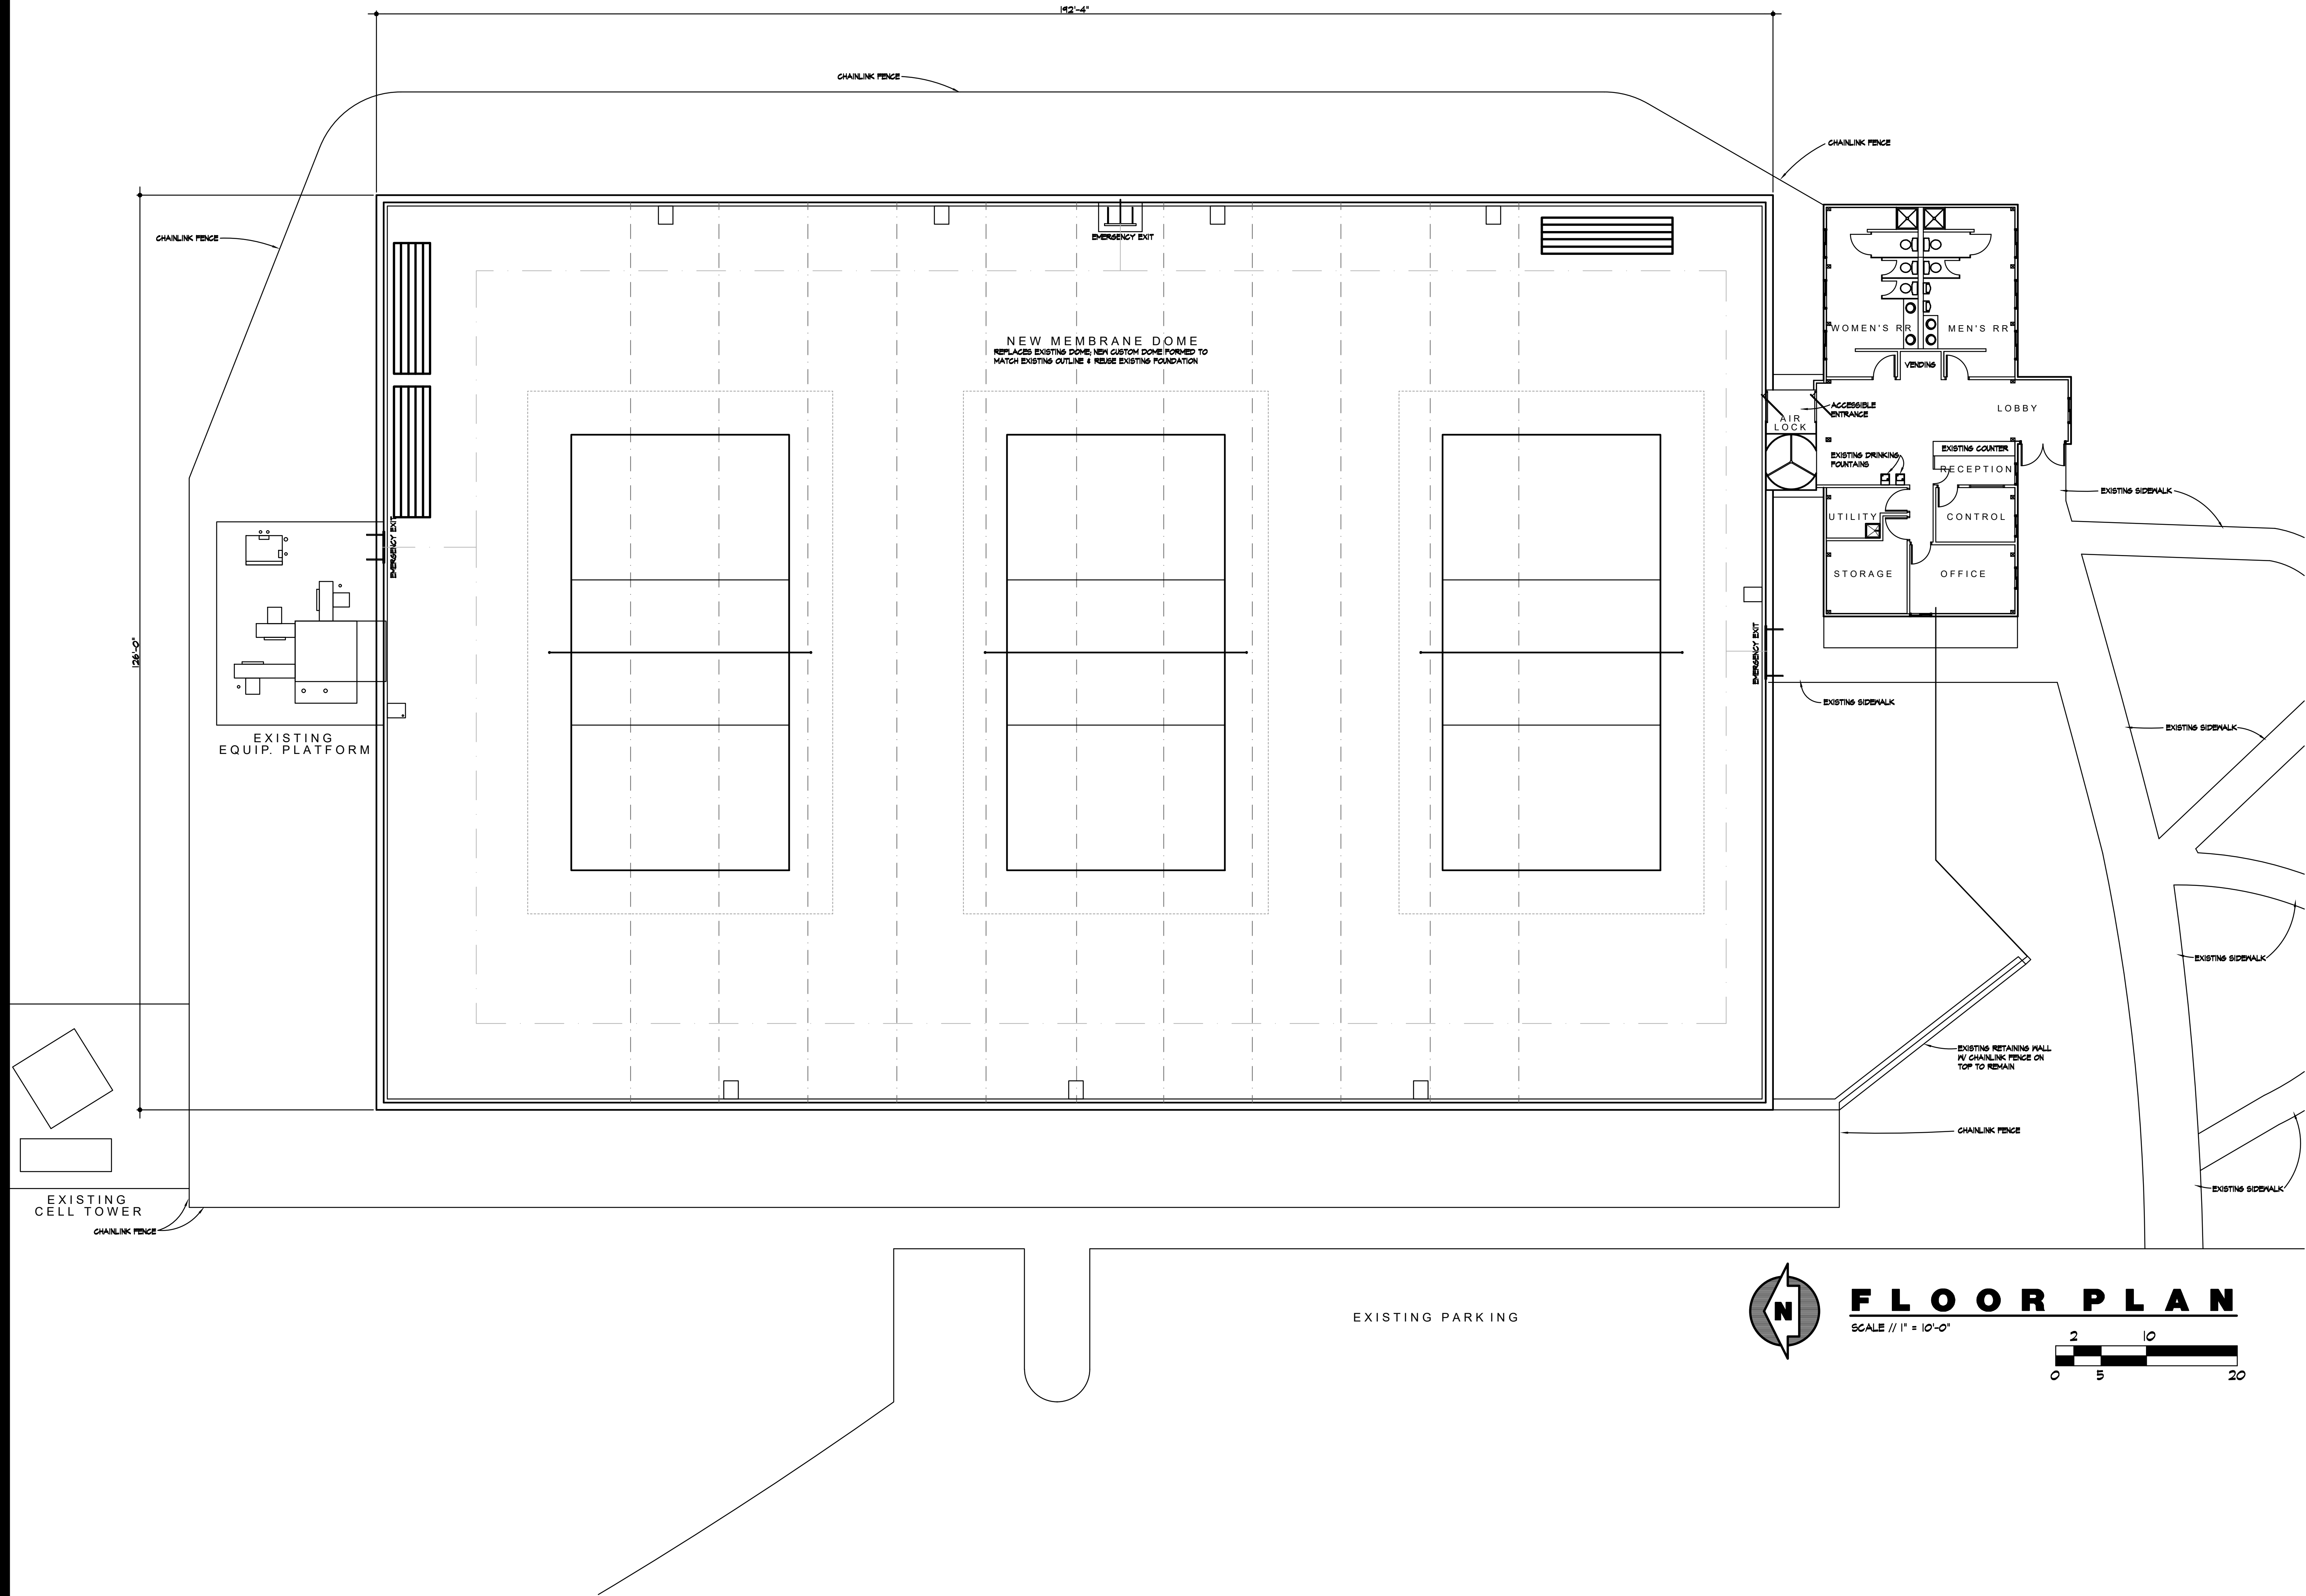 192'-4"
CHAINLINK FENCE
CHAINLINK FENCE
CHAINLINK FENCE
EMERGENCY EXIT
NEW MEMBRANE DOME
REPLACES EXISTING DOME; NEW CUSTOM DOME FORMED TO
MATCH EXISTING OUTLINE & REUSE EXISTING FOUNDATION
WOMEN'S RR
MEN'S RR
VENDING
LOBBY
ACCESSIBLE
ENTRANCE
AIR
LOCK
EXISTING COUNTER
EXISTING DRINKING
FOUNTAINS
RECEPTION
EXISTING SIDEWALK
UTILITY
CONTROL
EMERGENCY EXIT
STORAGE
OFFICE
126'-0"
EMERGENCY EXIT
EXISTING SIDEWALK
EXISTING SIDEWALK
EXISTING
EQUIP. PLATFORM
EXISTING SIDEWALK
EXISTING RETAINING WALL
W/ CHAINLINK FENCE ON
TOP TO REMAIN
CHAINLINK FENCE
EXISTING SIDEWALK
EXISTING
CELL TOWER
CHAINLINK FENCE
EXISTING PARKING
N
FLOOR PLAN
SCALE // 1" = 10'-0"
2 10
0 5 20